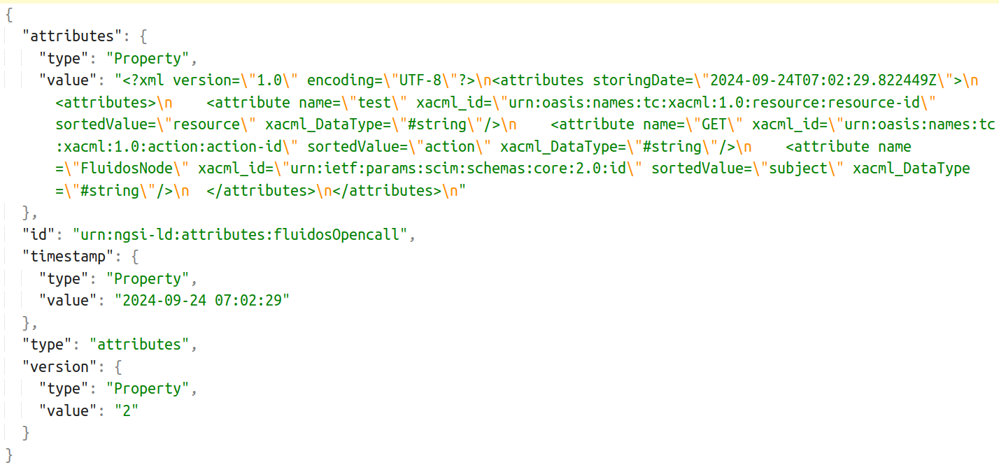 {
"attributes": {
"type": "Property",
"value": "<?xml version=\"1.0\" encoding=\"UTF-8\"?>\n<attributes storingDate=\"2024-09-24T07:02:29.822449Z\">\n
<attributes>\n    <attribute name=\"test\" xacml_id=\"urn:oasis:names:tc:xacml:1.0:resource:resource-id\"
sortedValue=\"resource\" xacml_DataType=\"#string\"/>\n    <attribute name=\"GET\" xacml_id=\"urn:oasis:names:tc
:xacml:1.0:action:action-id\" sortedValue=\"action\" xacml_DataType=\"#string\"/>\n    <attribute name
=\"FluidosNode\" xacml_id=\"urn:ietf:params:scim:schemas:core:2.0:id\" sortedValue=\"subject\" xacml_DataType
=\"#string\"/>\n  </attributes>\n</attributes>\n"
},
"id": "urn:ngsi-ld:attributes:fluidosOpencall",
"timestamp": {
"type": "Property",
"value": "2024-09-24 07:02:29"
},
"type": "attributes",
"version": {
"type": "Property",
"value": "2"
}
}